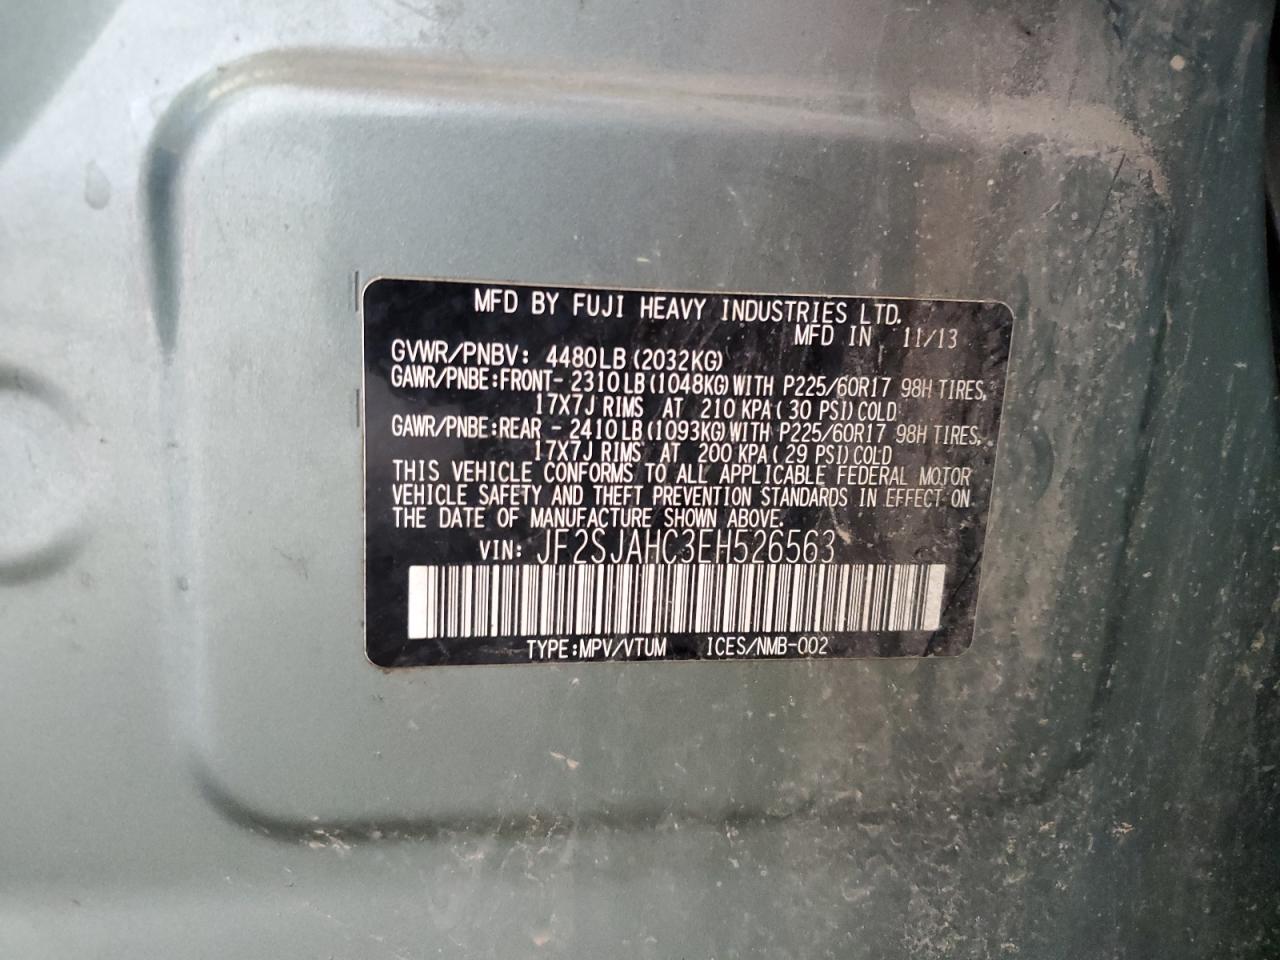 MFD BY FUJI HEAVY INDUSTRIES LTD.
MFD IN 11/13
GVWR/PNBV: 4480LB (2032KG)
GAWR/PNBE:FRONT- 2310LB (1048KG) WITH P225/60R17 98H TIRES,
17X7J RIMS AT 210 KPA (30 PSI) COLD
GAWR/PNBE:REAR - 2410LB (1093KG) WITH P225/60R17 98H TIRES,
17X7J RIMS AT 200 KPA (29 PSI) COLD
THIS VEHICLE CONFORMS TO ALL APPLICABLE FEDERAL MOTOR
VEHICLE SAFETY AND THEFT PREVENTION STANDARDS IN EFFECT ON
THE DATE OF MANUFACTURE SHOWN ABOVE.
VIN: JF2SJAHC3EH526563
TYPE:MPV/VTUM ICES/NMB-002